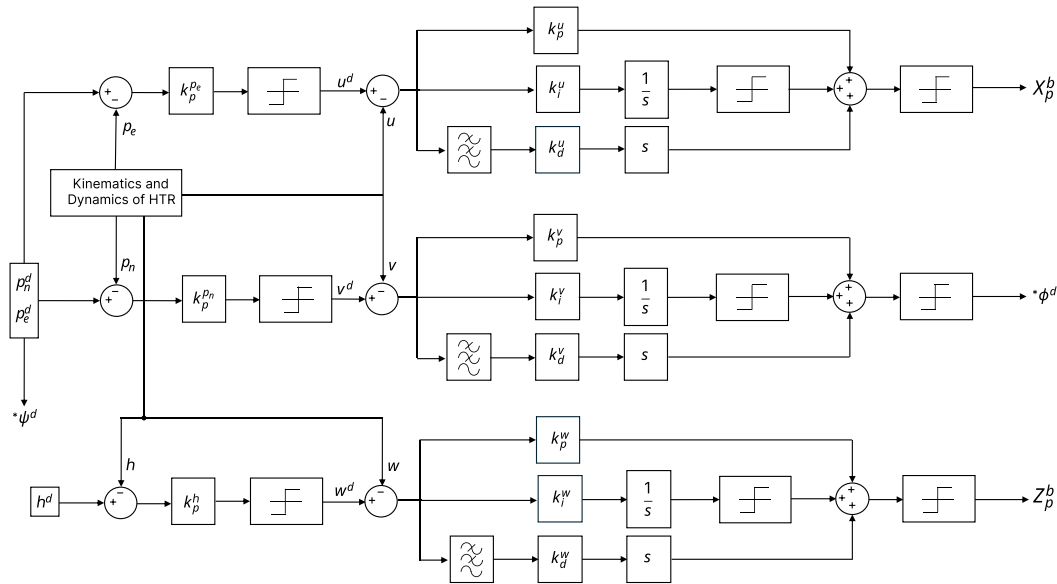 k_p^u
+
−
k_p^{p_e}
u^d
+
−
k_i^u
1/s
+
+
+
X_p^b
p_e
u
k_d^u
s
Kinematics and
Dynamics of HTR
k_p^v
p_n
v
p_n^d
p_e^d
+
−
k_p^{p_n}
v^d
+
−
k_i^v
1/s
+
+
+
*ϕ^d
k_d^v
s
*ψ^d
k_p^w
h
w
h^d
+
−
k_p^h
w^d
+
−
k_i^w
1/s
+
+
+
Z_p^b
k_d^w
s